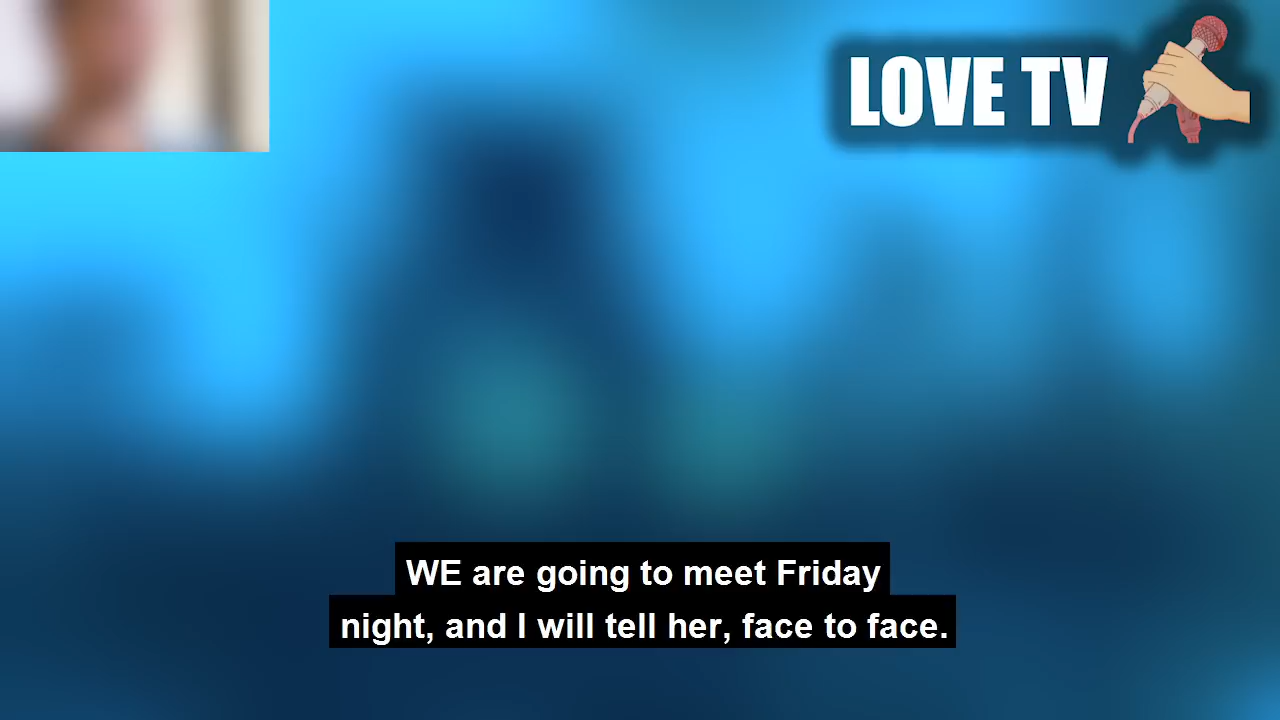 LOVE TV
WE are going to meet Friday
night, and I will tell her, face to face.